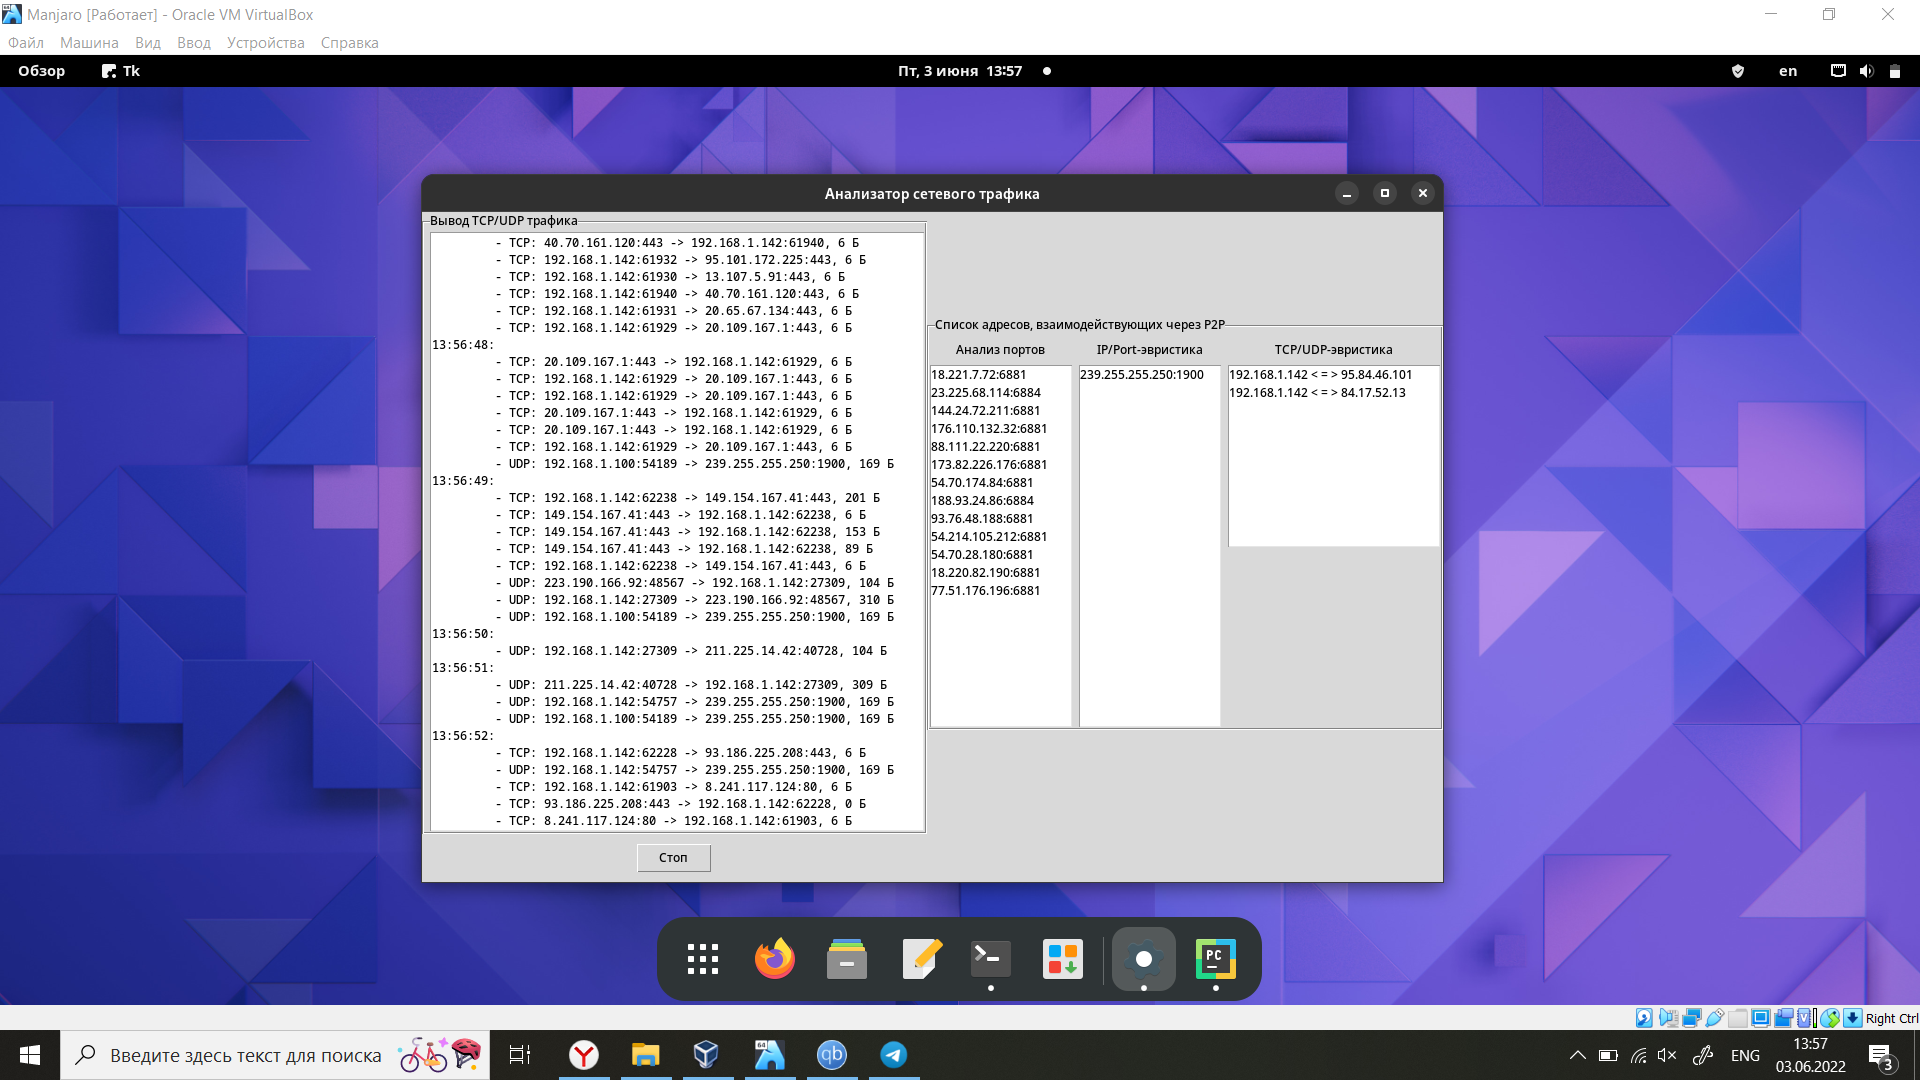 Manjaro [Работает] - Oracle VM VirtualBox
Файл Машина Вид Ввод Устройства Справка
Обзор Tk Пт, 3 июня 13:57 en
Анализатор сетевого трафика
Вывод TCP/UDP трафика
- TCP: 40.70.161.120:443 -> 192.168.1.142:61940, 6 Б
- TCP: 192.168.1.142:61932 -> 95.101.172.225:443, 6 Б
- TCP: 192.168.1.142:61930 -> 13.107.5.91:443, 6 Б
- TCP: 192.168.1.142:61940 -> 40.70.161.120:443, 6 Б
- TCP: 192.168.1.142:61931 -> 20.65.67.134:443, 6 Б
- TCP: 192.168.1.142:61929 -> 20.109.167.1:443, 6 Б
13:56:48:
- TCP: 20.109.167.1:443 -> 192.168.1.142:61929, 6 Б
- TCP: 192.168.1.142:61929 -> 20.109.167.1:443, 6 Б
- TCP: 192.168.1.142:61929 -> 20.109.167.1:443, 6 Б
- TCP: 20.109.167.1:443 -> 192.168.1.142:61929, 6 Б
- TCP: 20.109.167.1:443 -> 192.168.1.142:61929, 6 Б
- TCP: 192.168.1.142:61929 -> 20.109.167.1:443, 6 Б
- UDP: 192.168.1.100:54189 -> 239.255.255.250:1900, 169 Б
13:56:49:
- TCP: 192.168.1.142:62238 -> 149.154.167.41:443, 201 Б
- TCP: 149.154.167.41:443 -> 192.168.1.142:62238, 6 Б
- TCP: 149.154.167.41:443 -> 192.168.1.142:62238, 153 Б
- TCP: 149.154.167.41:443 -> 192.168.1.142:62238, 89 Б
- TCP: 192.168.1.142:62238 -> 149.154.167.41:443, 6 Б
- UDP: 223.190.166.92:48567 -> 192.168.1.142:27309, 104 Б
- UDP: 192.168.1.142:27309 -> 223.190.166.92:48567, 310 Б
- UDP: 192.168.1.100:54189 -> 239.255.255.250:1900, 169 Б
13:56:50:
- UDP: 192.168.1.142:27309 -> 211.225.14.42:40728, 104 Б
13:56:51:
- UDP: 211.225.14.42:40728 -> 192.168.1.142:27309, 309 Б
- UDP: 192.168.1.142:54757 -> 239.255.255.250:1900, 169 Б
- UDP: 192.168.1.100:54189 -> 239.255.255.250:1900, 169 Б
13:56:52:
- TCP: 192.168.1.142:62228 -> 93.186.225.208:443, 6 Б
- UDP: 192.168.1.142:54757 -> 239.255.255.250:1900, 169 Б
- TCP: 192.168.1.142:61903 -> 8.241.117.124:80, 6 Б
- TCP: 93.186.225.208:443 -> 192.168.1.142:62228, 0 Б
- TCP: 8.241.117.124:80 -> 192.168.1.142:61903, 6 Б
Стоп
Список адресов, взаимодействующих через P2P
Анализ портов
18.221.7.72:6881
23.225.68.114:6884
144.24.72.211:6881
176.110.132.32:6881
88.111.22.220:6881
173.82.226.176:6881
54.70.174.84:6881
188.93.24.86:6884
93.76.48.188:6881
54.214.105.212:6881
54.70.28.180:6881
18.220.82.190:6881
77.51.176.196:6881
IP/Port-эвристика
239.255.255.250:1900
TCP/UDP-эвристика
192.168.1.142 < = > 95.84.46.101
192.168.1.142 < = > 84.17.52.13
PC
Right Ctrl
Введите здесь текст для поиска
64
qb
ENG
13:57
03.06.2022
3